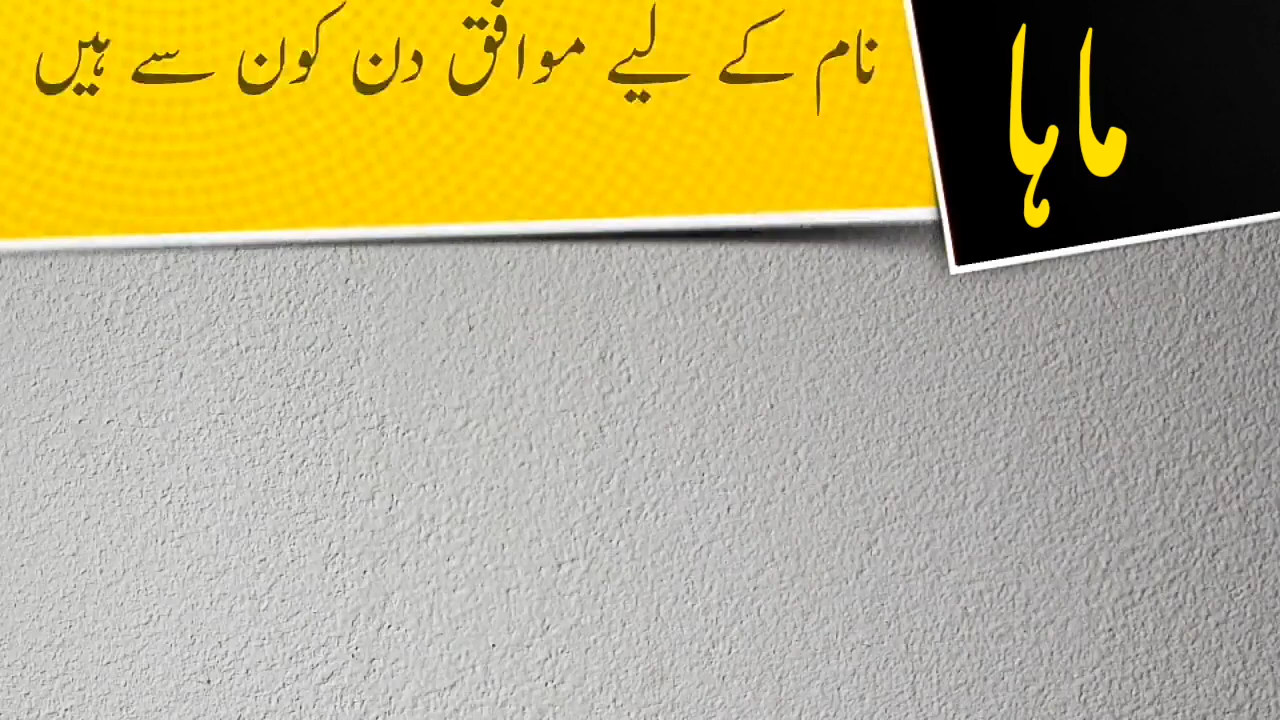 ماہا
نام کے لیے موافق دن کون سے ہیں